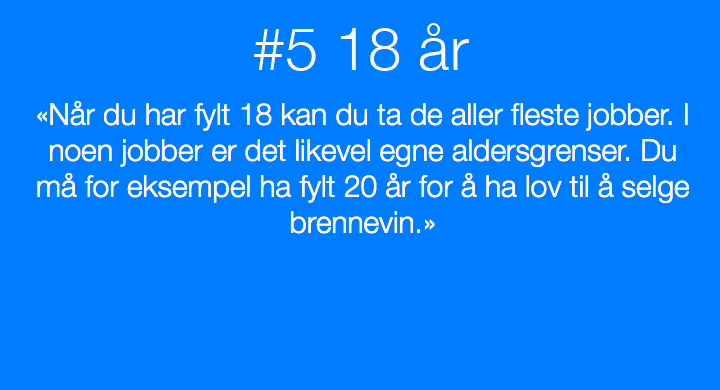 #5 18 år
«Når du har fylt 18 kan du ta de aller fleste jobber. I
noen jobber er det likevel egne aldersgrenser. Du
må for eksempel ha fylt 20 år for å ha lov til å selge
brennevin.»